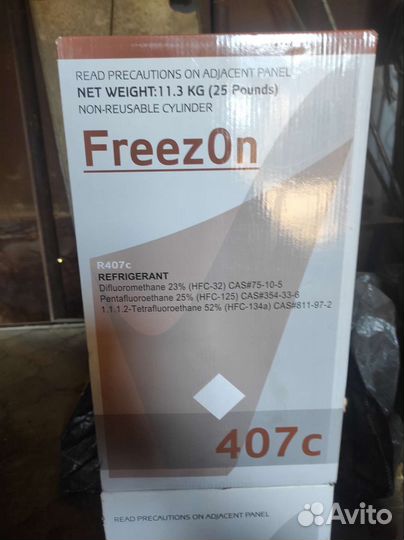 READ PRECAUTIONS ON ADJACENT PANEL
NET WEIGHT:11.3 KG (25 Pounds)
NON-REUSABLE CYLINDER
Freez0n
R407c
REFRIGERANT
Difluoromethane 23% (HFC-32) CAS#75-10-5
Pentafluoroethane 25% (HFC-125) CAS#354-33-6
1.1.1.2-Tetrafluoroethane 52% (HFC-134a) CAS#811-97-2
407c
READ PRECAUTIONS ON ADJACENT PANEL
Avito